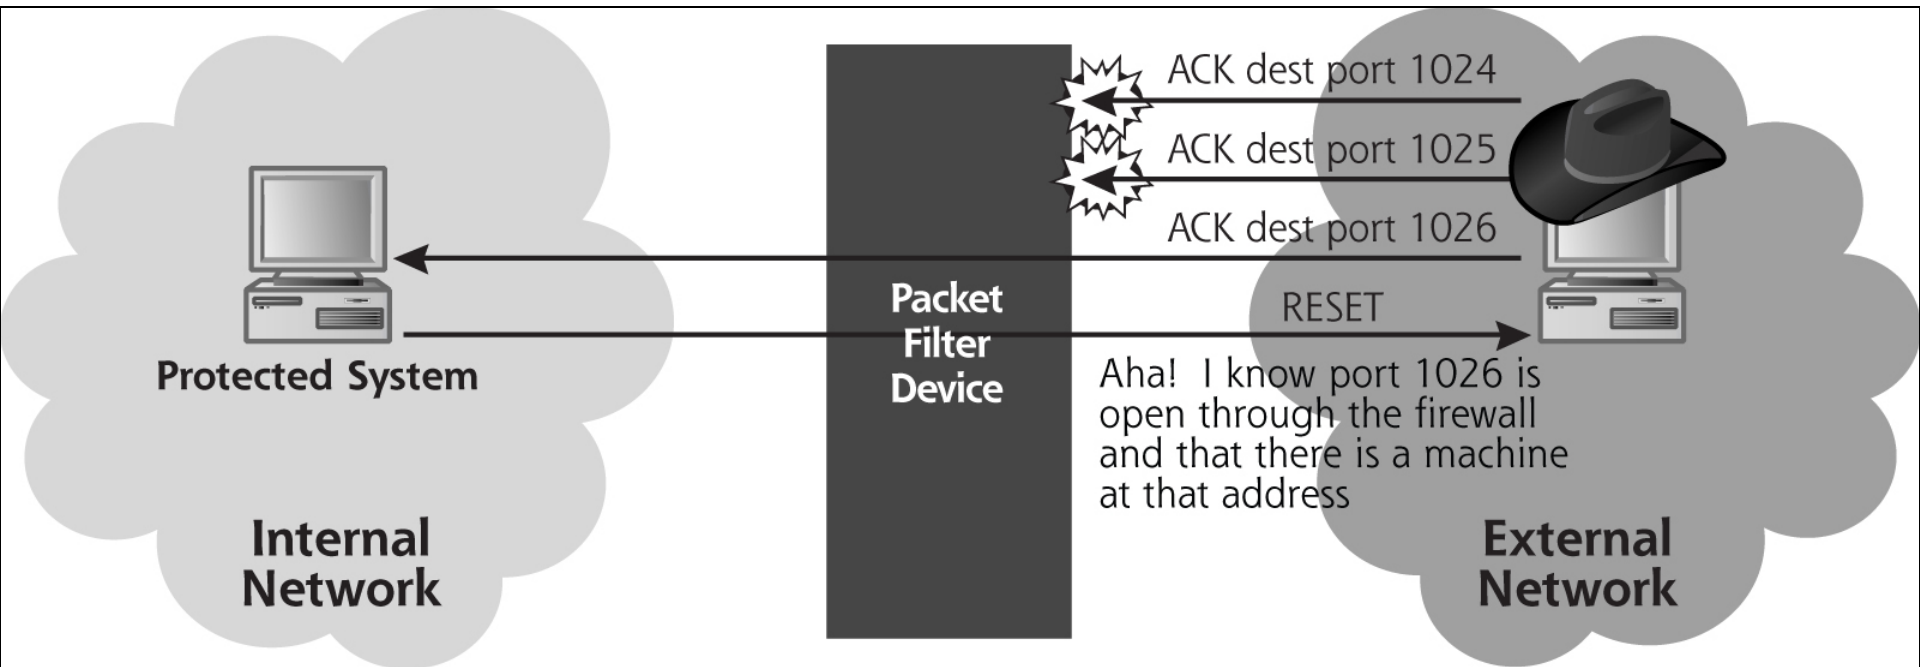 ACK dest port 1024
ACK dest port 1025
ACK dest port 1026
RESET
Packet
Filter
Device
Protected System
Aha! I know port 1026 is
open through the firewall
and that there is a machine
at that address
Internal
Network
External
Network